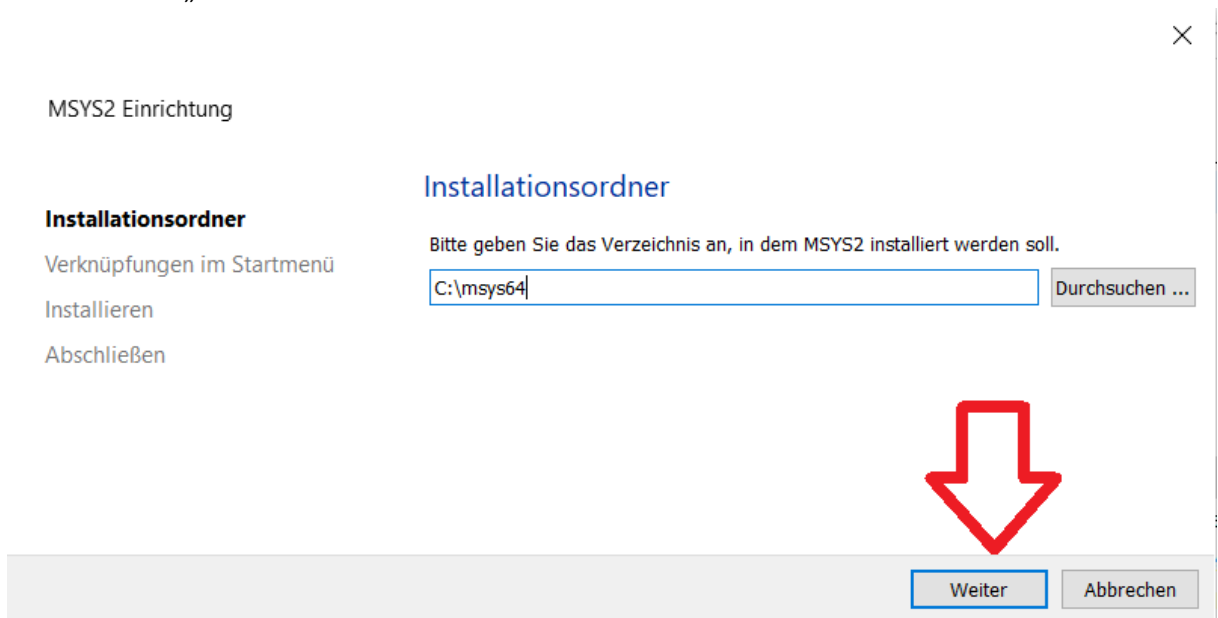 „
MSYS2 Einrichtung
Installationsordner
Installationsordner
Verknüpfungen im Startmenü
Installieren
Abschließen
Bitte geben Sie das Verzeichnis an, in dem MSYS2 installiert werden soll.
C:\msys64
Durchsuchen ...
Weiter
Abbrechen